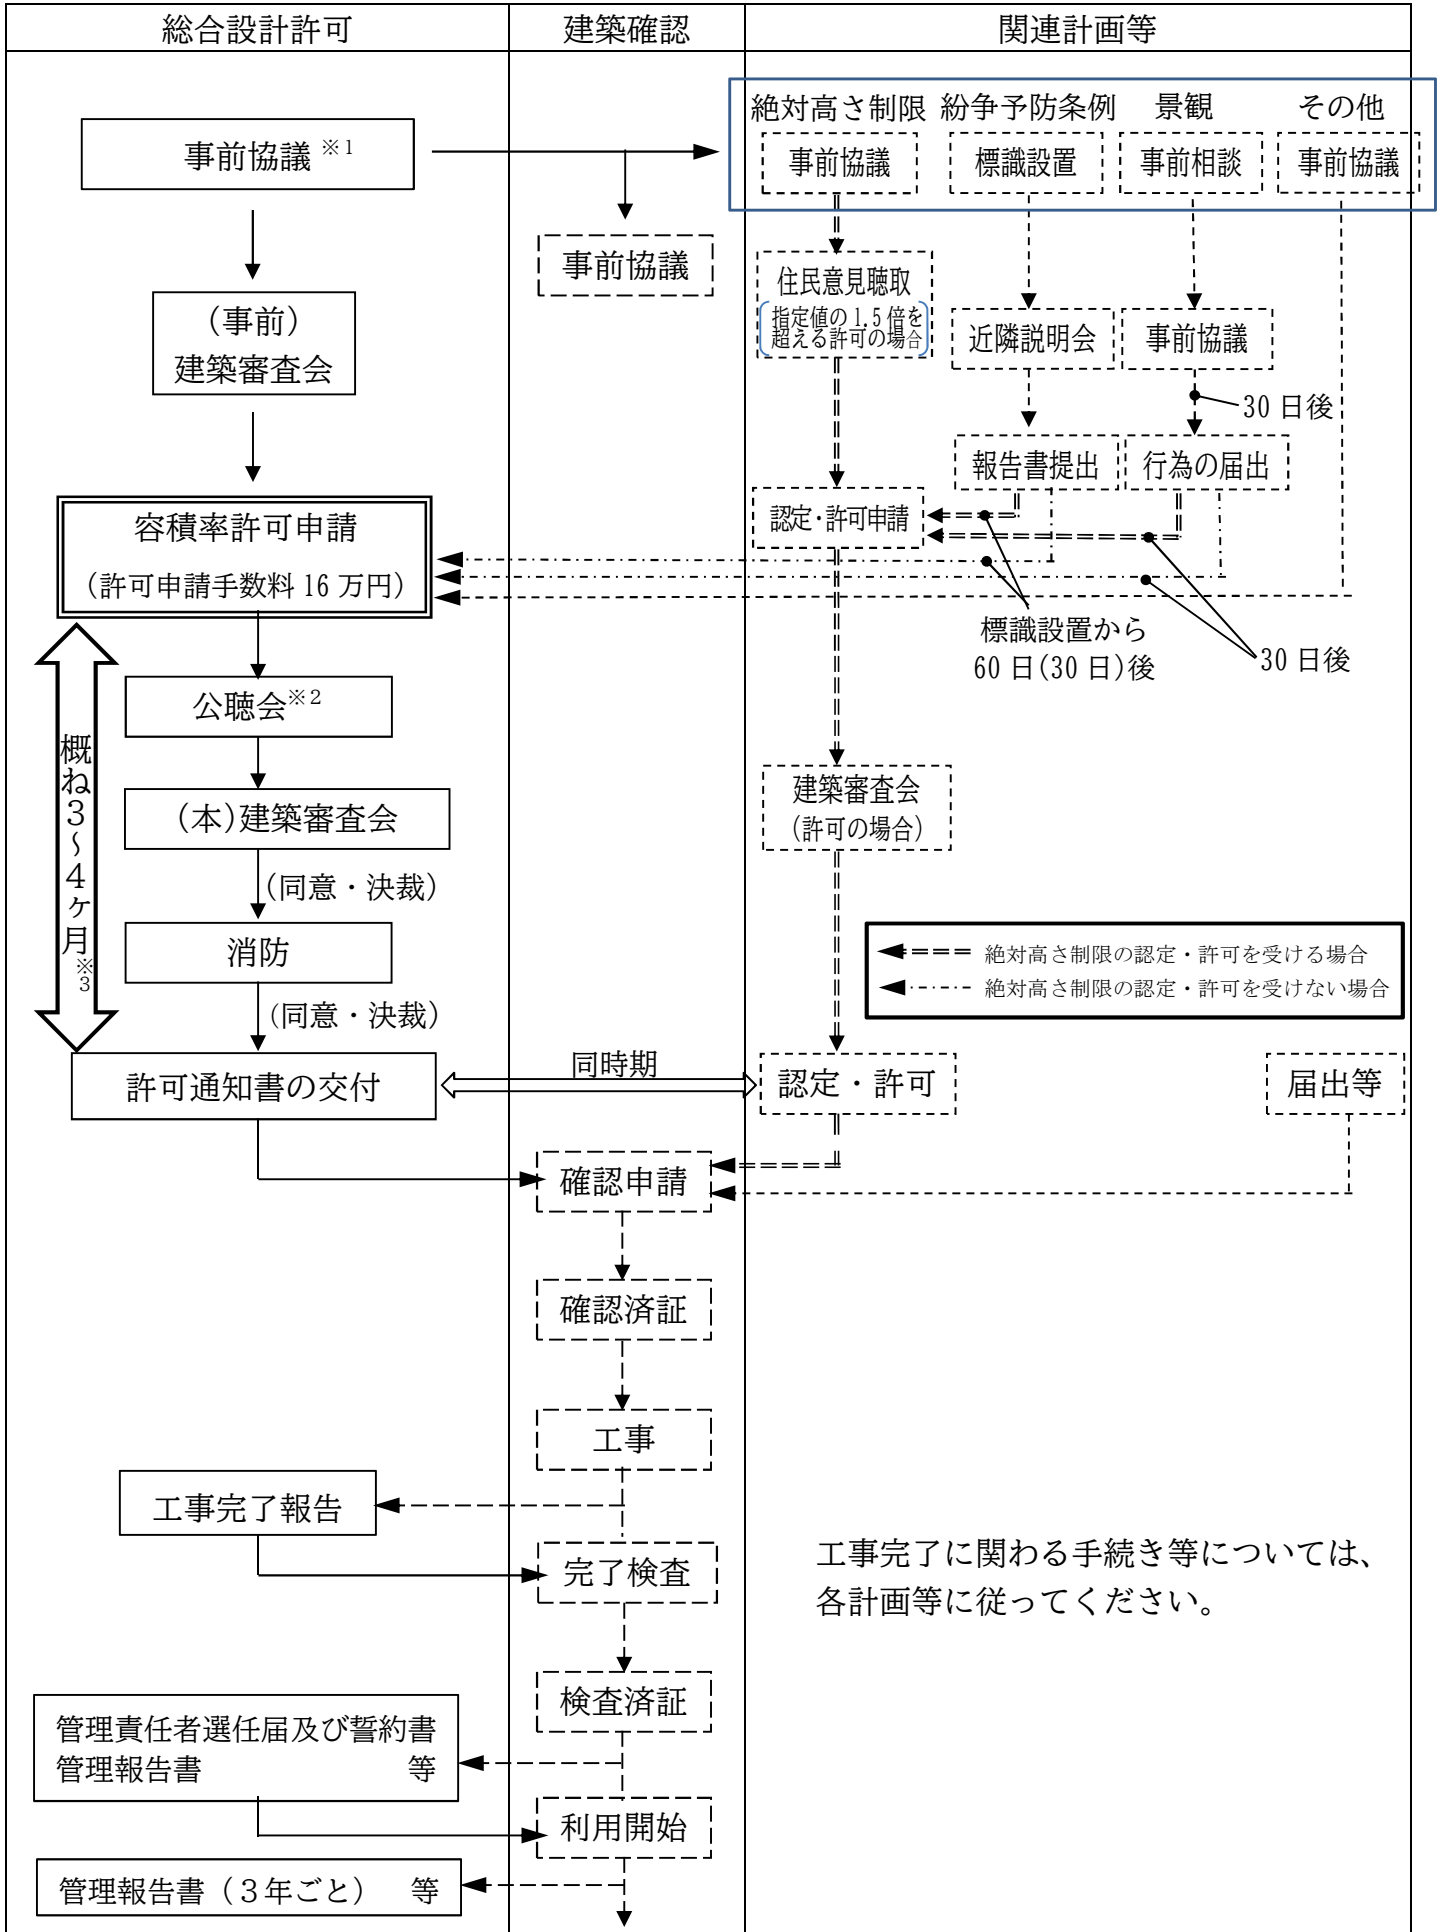 総合設計許可
建築確認
関連計画等
絶対高さ制限
紛争予防条例
景観
その他
事前協議 ※1
事前協議
標識設置
事前相談
事前協議
事前協議
住民意見聴取
指定値の1.5倍を
超える許可の場合
(事前)
建築審査会
近隣説明会
事前協議
30日後
報告書提出
行為の届出
容積率許可申請
(許可申請手数料16万円)
認定・許可申請
標識設置から
60日(30日)後
30日後
公聴会※2
概ね3～4ヶ月※3
建築審査会
(許可の場合)
(本)建築審査会
(同意・決裁)
消防
絶対高さ制限の認定・許可を受ける場合
絶対高さ制限の認定・許可を受けない場合
(同意・決裁)
許可通知書の交付
同時期
認定・許可
届出等
確認申請
確認済証
工事
工事完了報告
完了検査
工事完了に関わる手続き等については、
各計画等に従ってください。
検査済証
管理責任者選任届及び誓約書
管理報告書 等
利用開始
管理報告書(3年ごと) 等